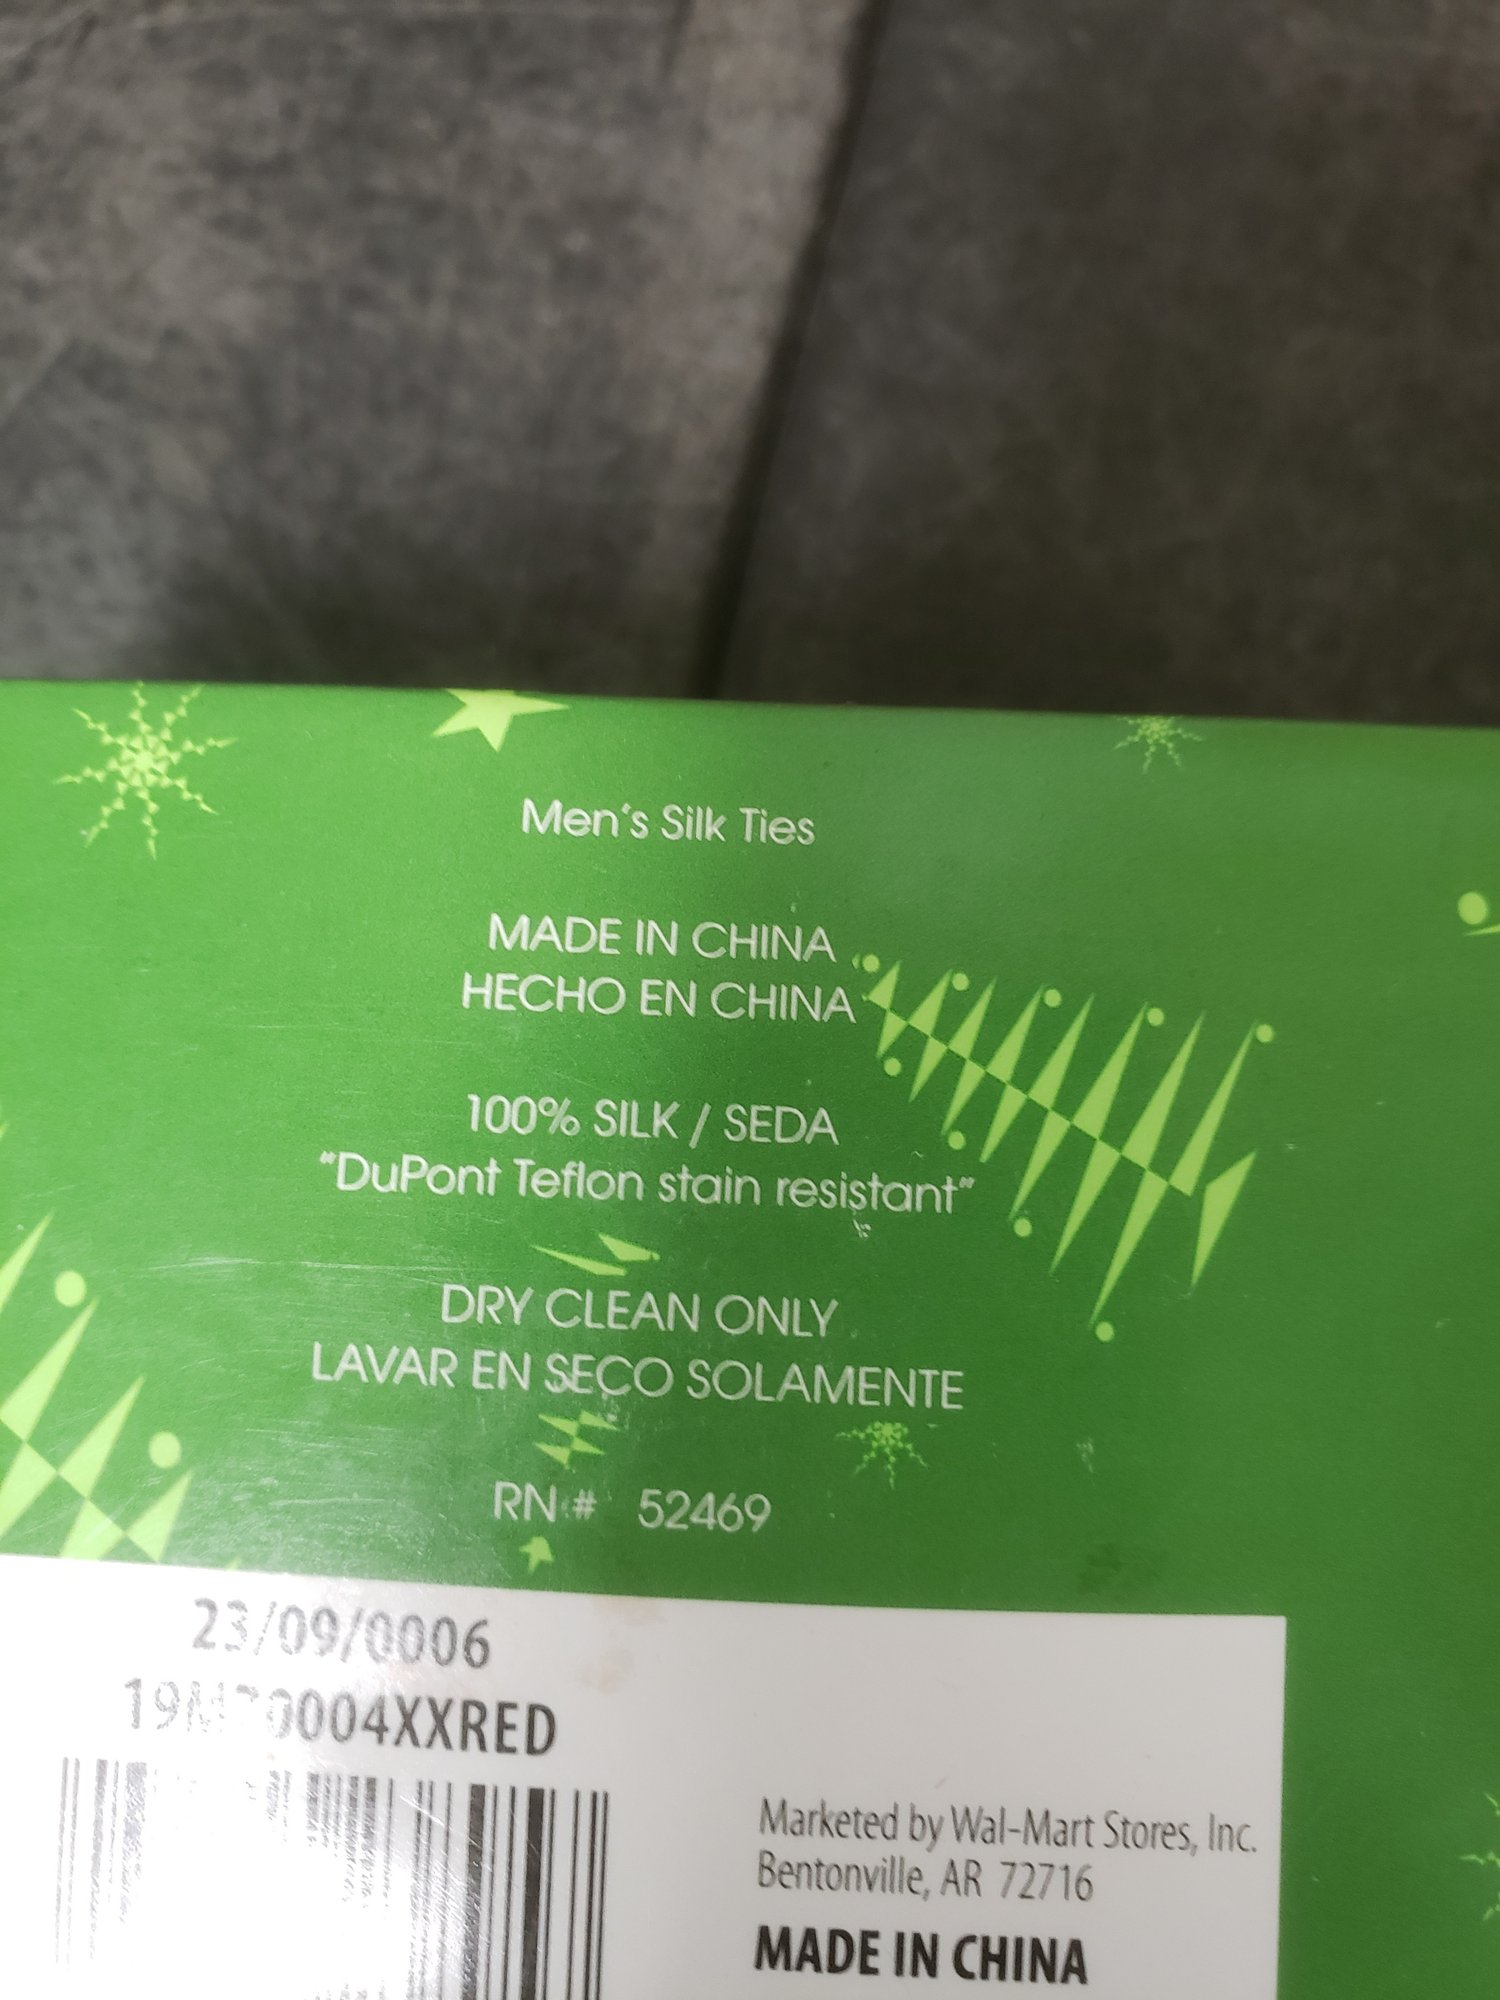 Men's Silk Ties
MADE IN CHINA
HECHO EN CHINA
100% SILK / SEDA
"DuPont Teflon stain resistant"
DRY CLEAN ONLY
LAVAR EN SECO SOLAMENTE
RN # 52469
23/09/0006
Marketed by Wal-Mart Stores, Inc.
Bentonville, AR 72716
MADE IN CHINA